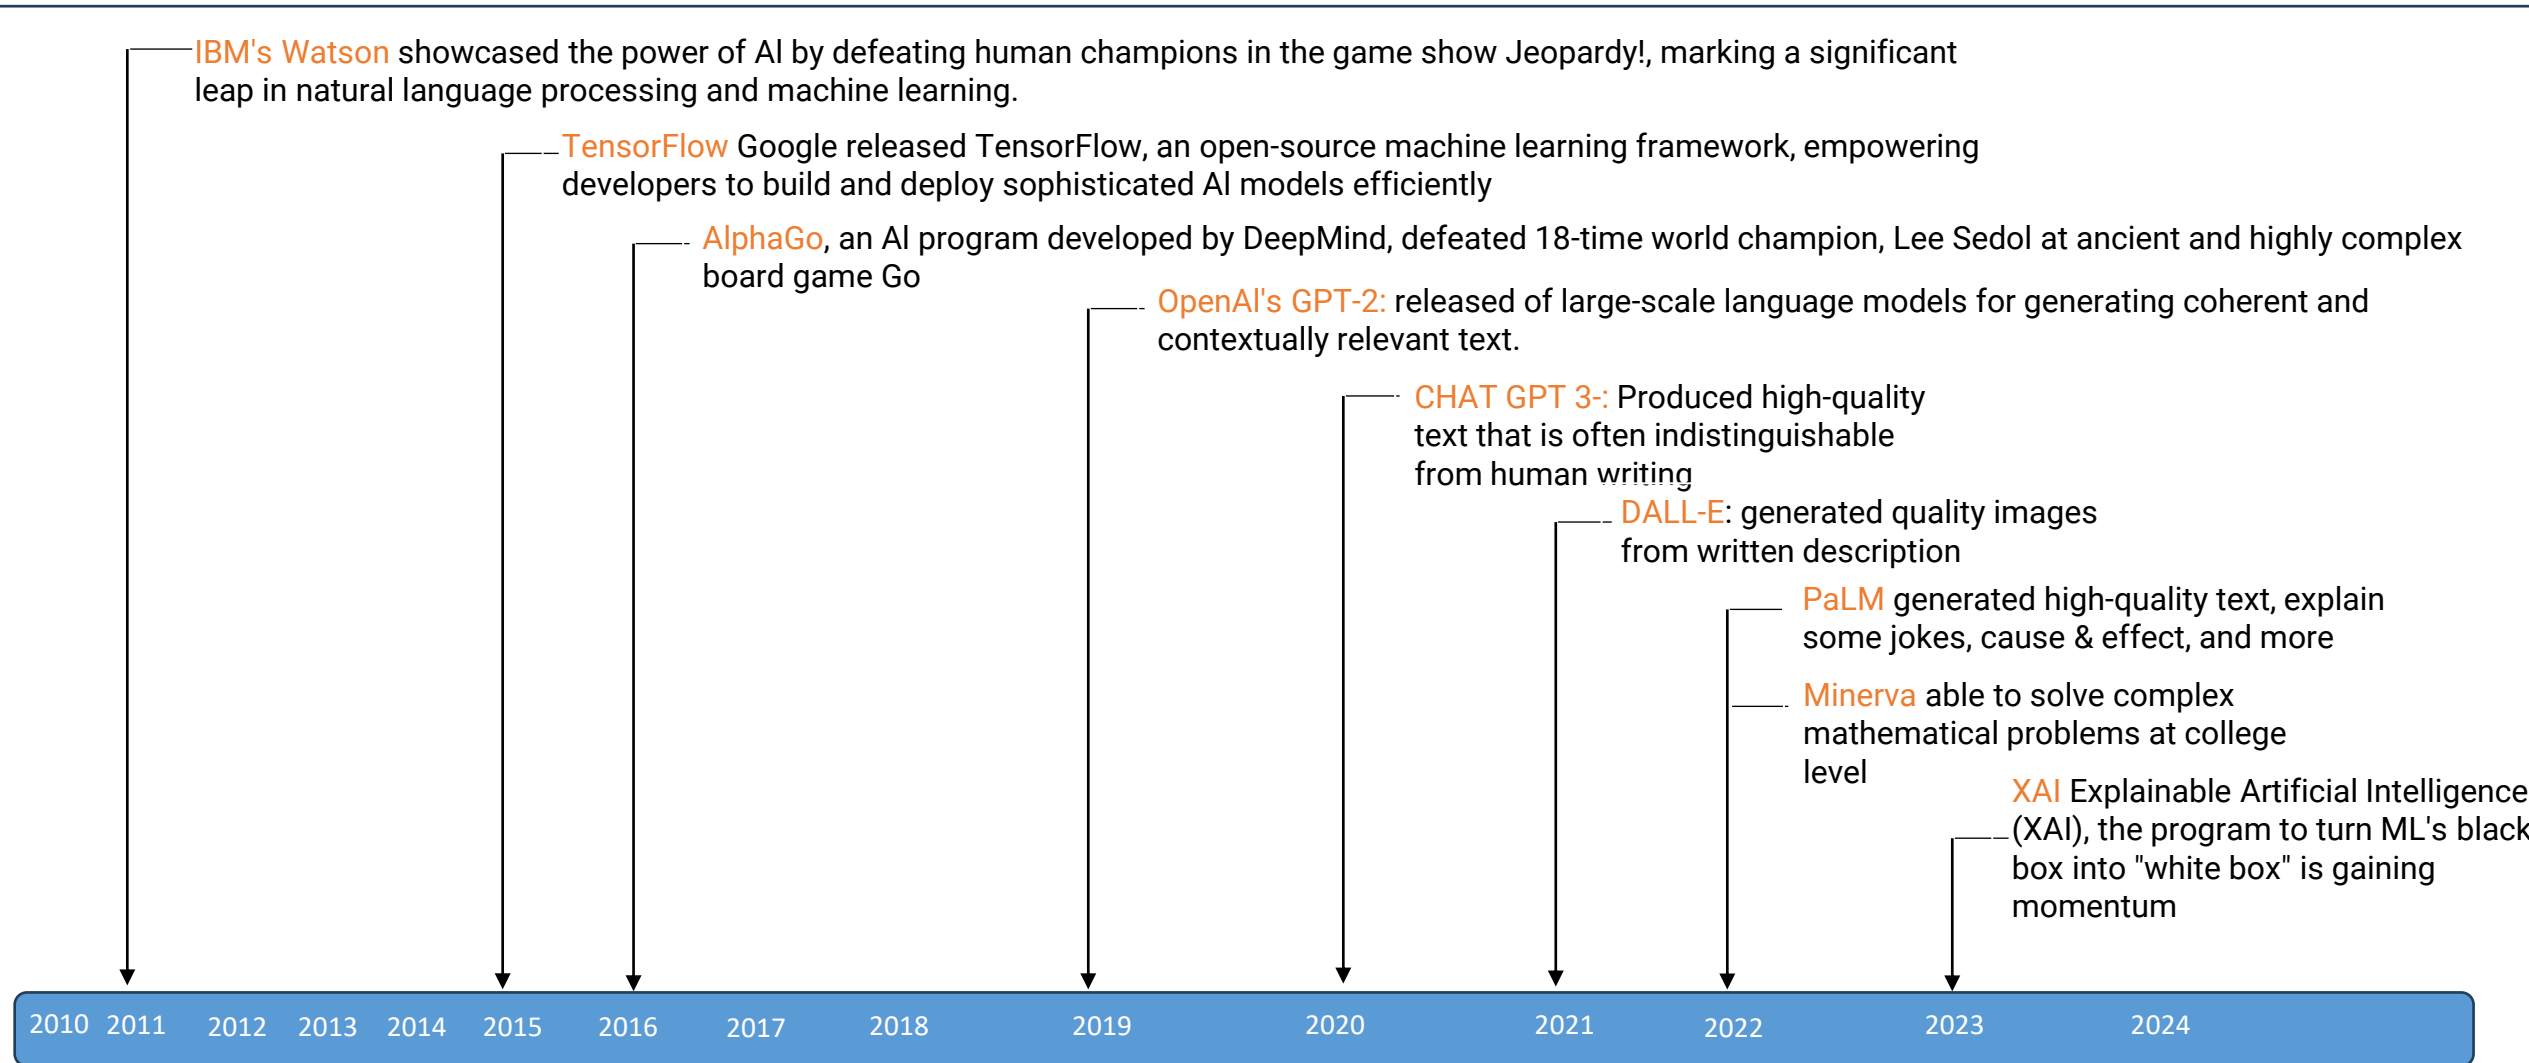 IBM's Watson showcased the power of AI by defeating human champions in the game show Jeopardy!, marking a significant
leap in natural language processing and machine learning.
TensorFlow Google released TensorFlow, an open-source machine learning framework, empowering
developers to build and deploy sophisticated AI models efficiently
AlphaGo, an AI program developed by DeepMind, defeated 18-time world champion, Lee Sedol at ancient and highly complex
board game Go
OpenAI's GPT-2: released of large-scale language models for generating coherent and
contextually relevant text.
CHAT GPT 3-: Produced high-quality
text that is often indistinguishable
from human writing
DALL-E: generated quality images
from written description
PaLM generated high-quality text, explain
some jokes, cause & effect, and more
Minerva able to solve complex
mathematical problems at college
level
XAI Explainable Artificial Intelligence
(XAI), the program to turn ML's black
box into "white box" is gaining
momentum
2010 2011 2012 2013 2014 2015 2016 2017 2018 2019 2020 2021 2022 2023 2024